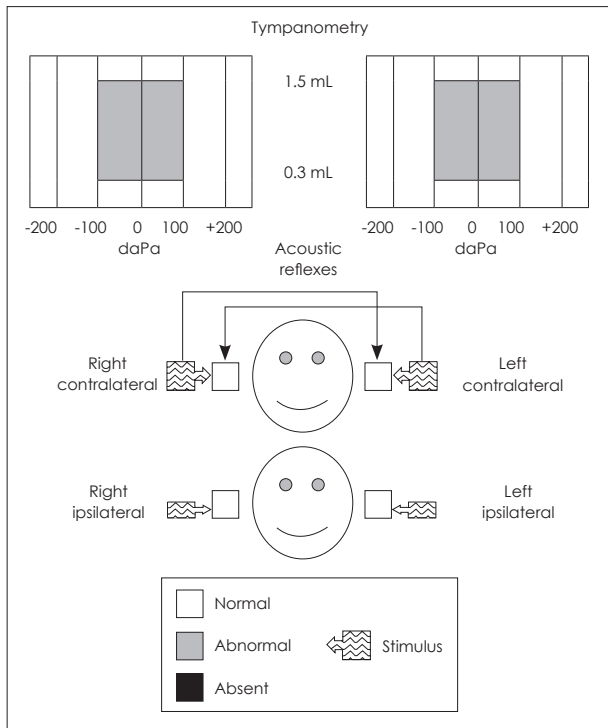 Tympanometry
1.5 mL
0.3 mL
-200 -100 0 100 +200
daPa
-200 -100 0 100 +200
daPa
Acoustic
reflexes
Right
contralateral
Left
contralateral
Right
ipsilateral
Left
ipsilateral
Normal
Abnormal
Stimulus
Absent